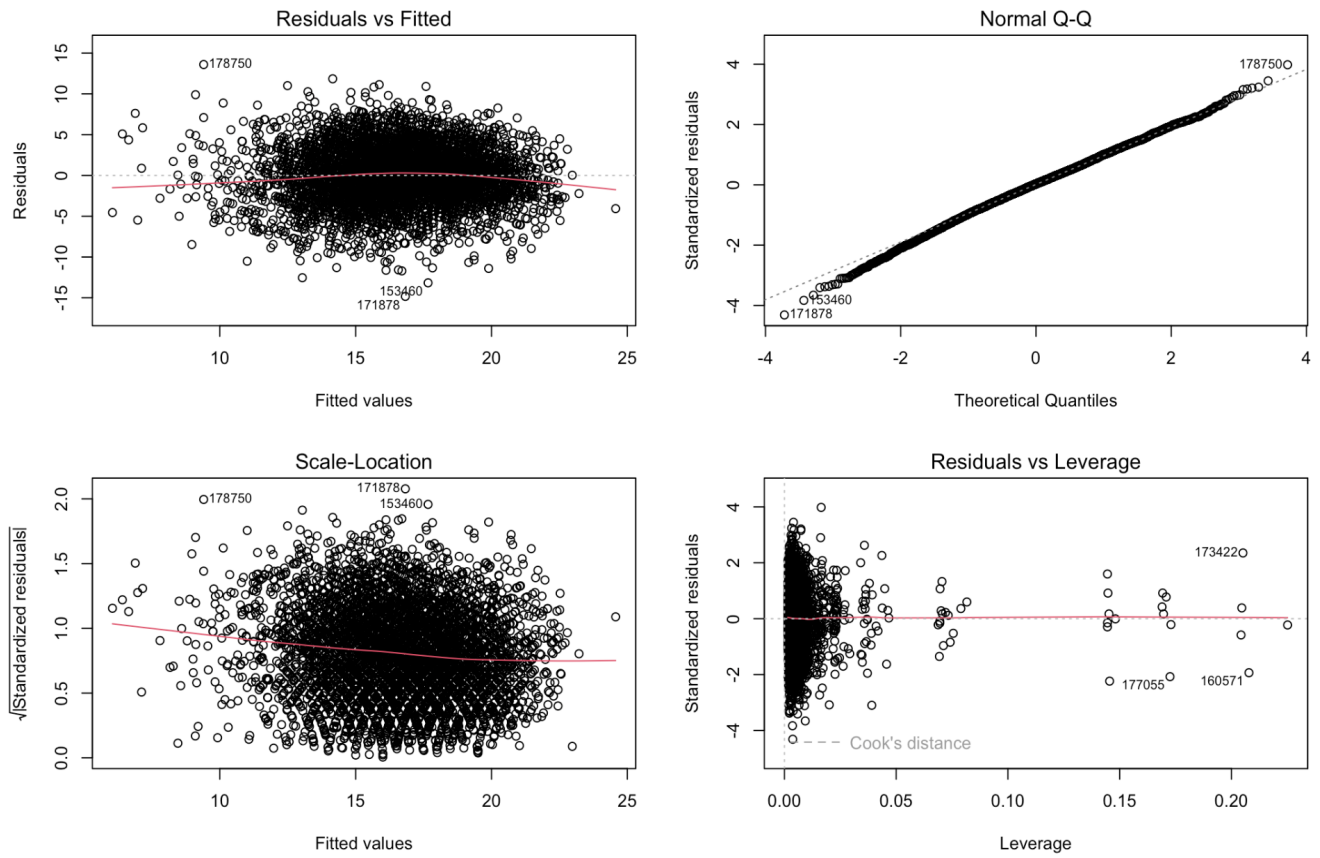 Residuals vs Fitted
15
10
5
0
-5
-10
-15
Residuals
178750
153460
171878
10 15 20 25
Fitted values
Normal Q-Q
4
2
0
-2
-4
Standardized residuals
178750
153460
171878
-4 -2 0 2 4
Theoretical Quantiles
Scale-Location
2.0
1.5
1.0
0.5
0.0
√|Standardized residuals|
171878
178750
153460
10 15 20 25
Fitted values
Residuals vs Leverage
4
2
0
-2
-4
Standardized residuals
173422
177055
160571
Cook's distance
0.00 0.05 0.10 0.15 0.20
Leverage